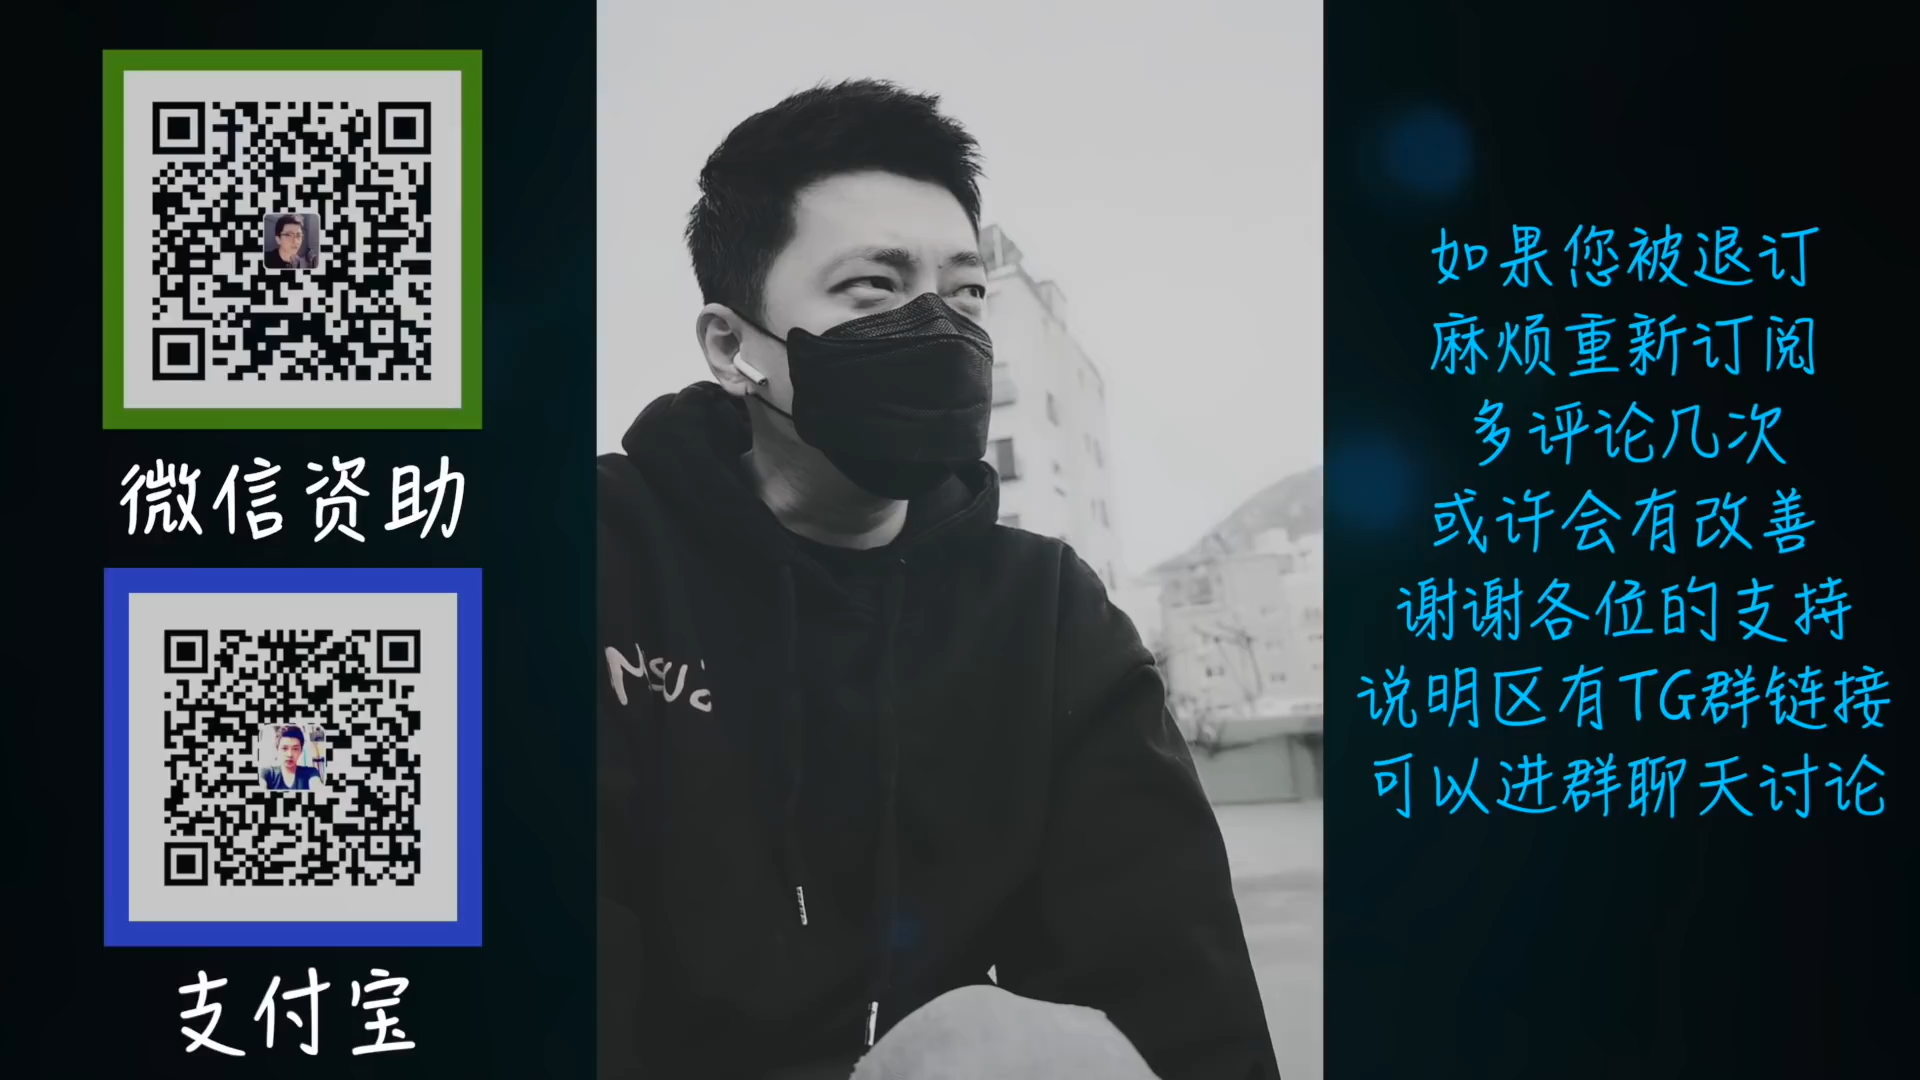 微信资助
支付宝
如果您被退订
麻烦重新订阅
多评论几次
或许会有改善
谢谢各位的支持
说明区有TG群链接
可以进群聊天讨论